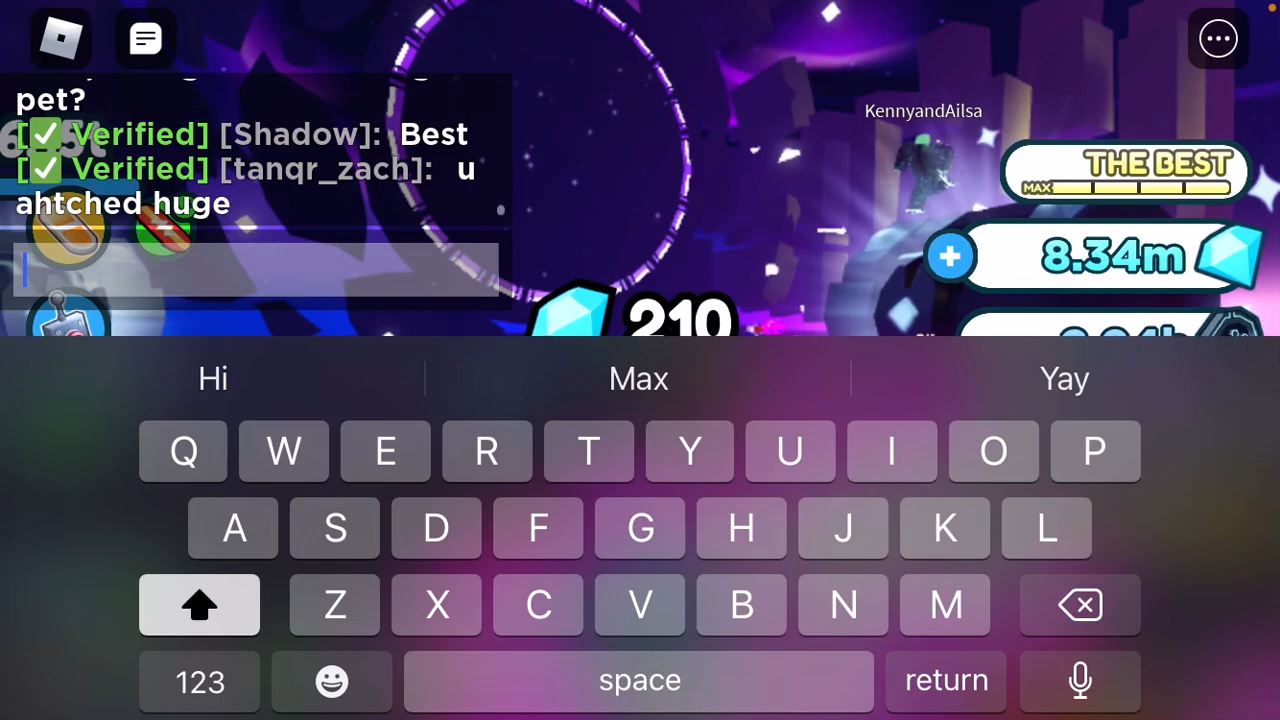 pet?
[✅ Verified] [Shadow]: Best
[✅ Verified] [tanqr_zach]: u
ahtched huge
KennyandAilsa
THE BEST
MAX
8.34m
210
Hi Max Yay
Q W E R T Y U I O P
A S D F G H J K L
Z X C V B N M
123 space return